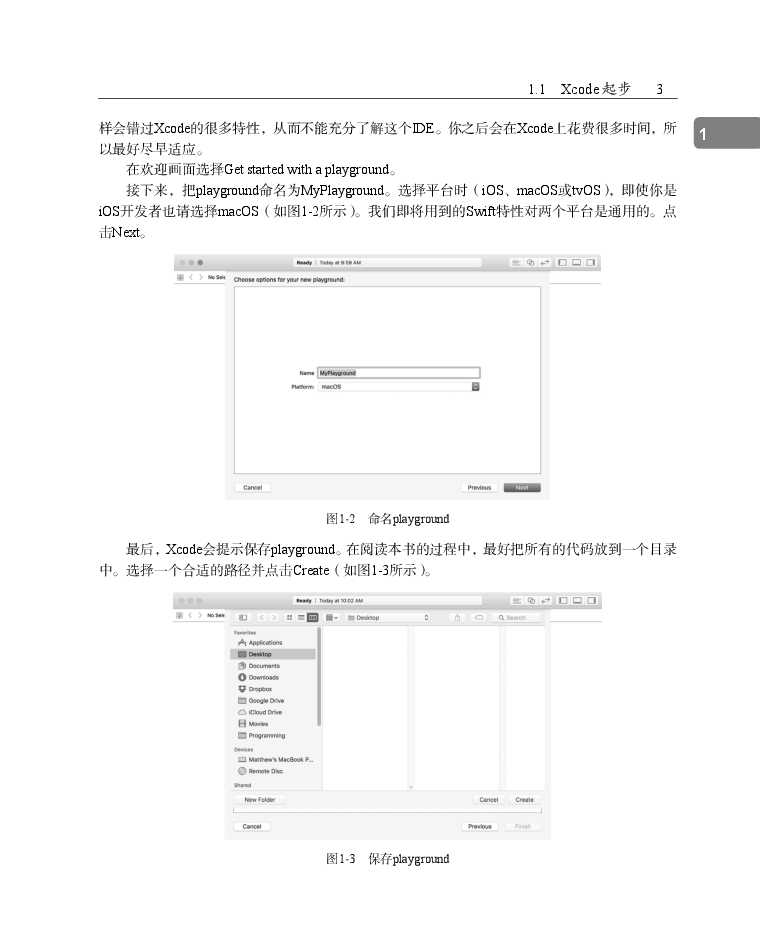 1.1 Xcode 起步 3
1
样会错过Xcode的很多特性，从而不能充分了解这个IDE。你之后会在Xcode上花费很多时间，所
以最好尽早适应。
在欢迎画面选择Get started with a playground。
接下来，把playground命名为MyPlayground。选择平台时（iOS、macOS或tvOS），即使你是
iOS开发者也请选择macOS（如图1-2所示）。我们即将用到的Swift特性对两个平台是通用的。点
击Next。
Ready | Today at 9:59 AM
No Sele
Choose options for your new playground:
Name MyPlayground
Platform: macOS
Cancel Previous Next
图1-2 命名playground
最后，Xcode会提示保存playground。在阅读本书的过程中，最好把所有的代码放到一个目录
中。选择一个合适的路径并点击Create（如图1-3所示）。
Ready | Today at 10:02 AM
No Sele
Desktop Search
Favorites
Applications
Desktop
Documents
Downloads
Dropbox
Google Drive
iCloud Drive
Movies
Programming
Devices
Matthew's MacBook P...
Remote Disc
Shared
New Folder Cancel Create
Cancel Previous Finish
图1-3 保存playground